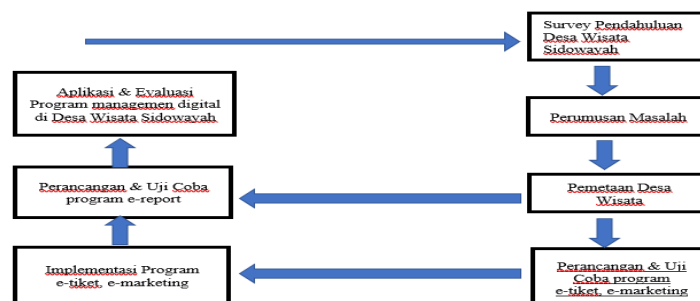 Survey Pendahuluan
Desa Wisata
Sidowayah
Aplikasi & Evaluasi
Program managemen digital
di Desa Wisata Sidowayah
Perumusan Masalah
Perancangan & Uji Coba
program e-report
Pemetaan Desa
Wisata
Implementasi Program
e-tiket, e-marketing
Perancangan & Uji
Coba program
e-tiket, e-marketing